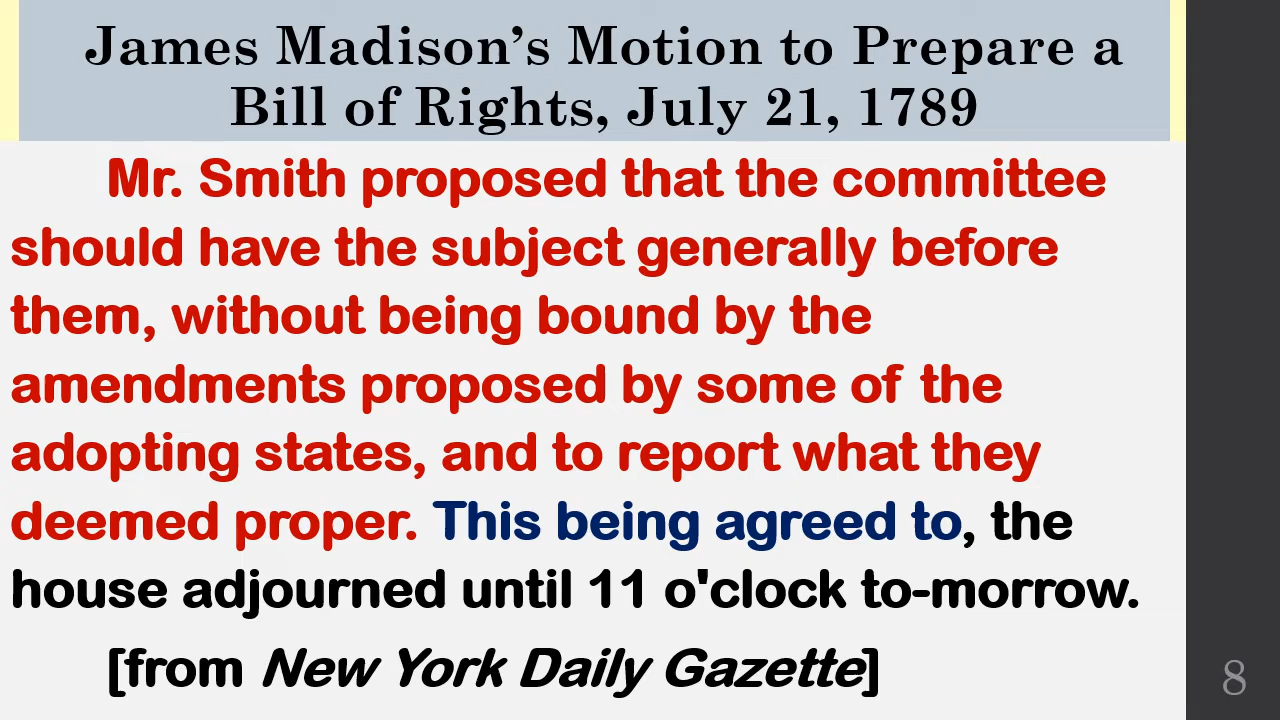 James Madison’s Motion to Prepare a
Bill of Rights, July 21, 1789
Mr. Smith proposed that the committee
should have the subject generally before
them, without being bound by the
amendments proposed by some of the
adopting states, and to report what they
deemed proper. This being agreed to, the
house adjourned until 11 o'clock to-morrow.
[from New York Daily Gazette]
8